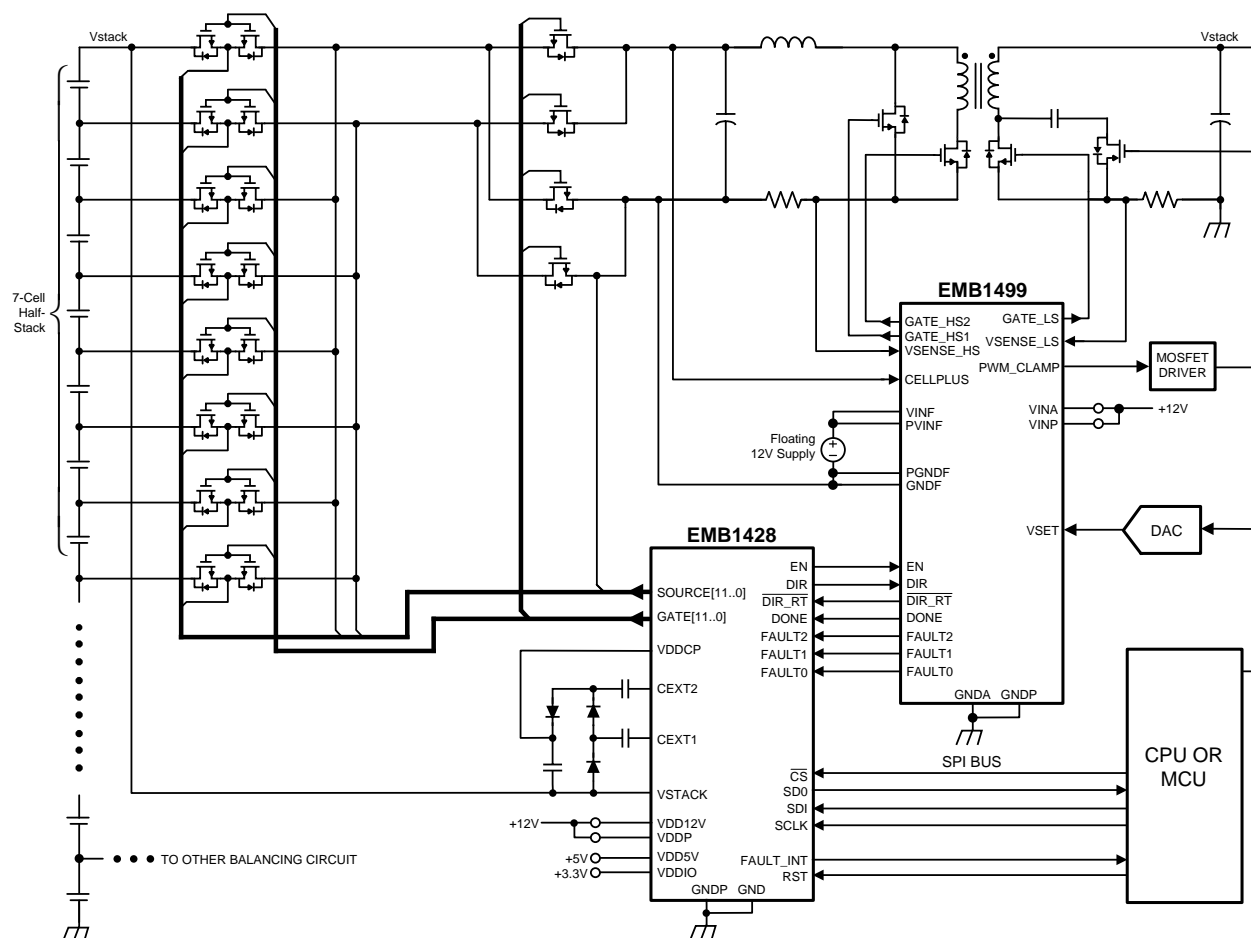 Vstack
Vstack
7-Cell
Half-
Stack
EMB1499
GATE_HS2
GATE_HS1
VSENSE_HS
CELLPLUS
VINF
PVINF
PGNDF
GNDF
EN
DIR
DIR_RT
DONE
FAULT2
FAULT1
FAULT0
GATE_LS
VSENSE_LS
PWM_CLAMP
VINA
VINP
VSET
GNDA
GNDP
MOSFET
DRIVER
+12V
Floating
12V Supply
+
−
DAC
EMB1428
SOURCE[11..0]
GATE[11..0]
VDDCP
CEXT2
CEXT1
VSTACK
VDD12V
VDDP
VDD5V
VDDIO
GNDP
GND
EN
DIR
DIR_RT
DONE
FAULT2
FAULT1
FAULT0
CS
SD0
SDI
SCLK
FAULT_INT
RST
+12V
+5V
+3.3V
SPI BUS
CPU OR
MCU
TO OTHER BALANCING CIRCUIT